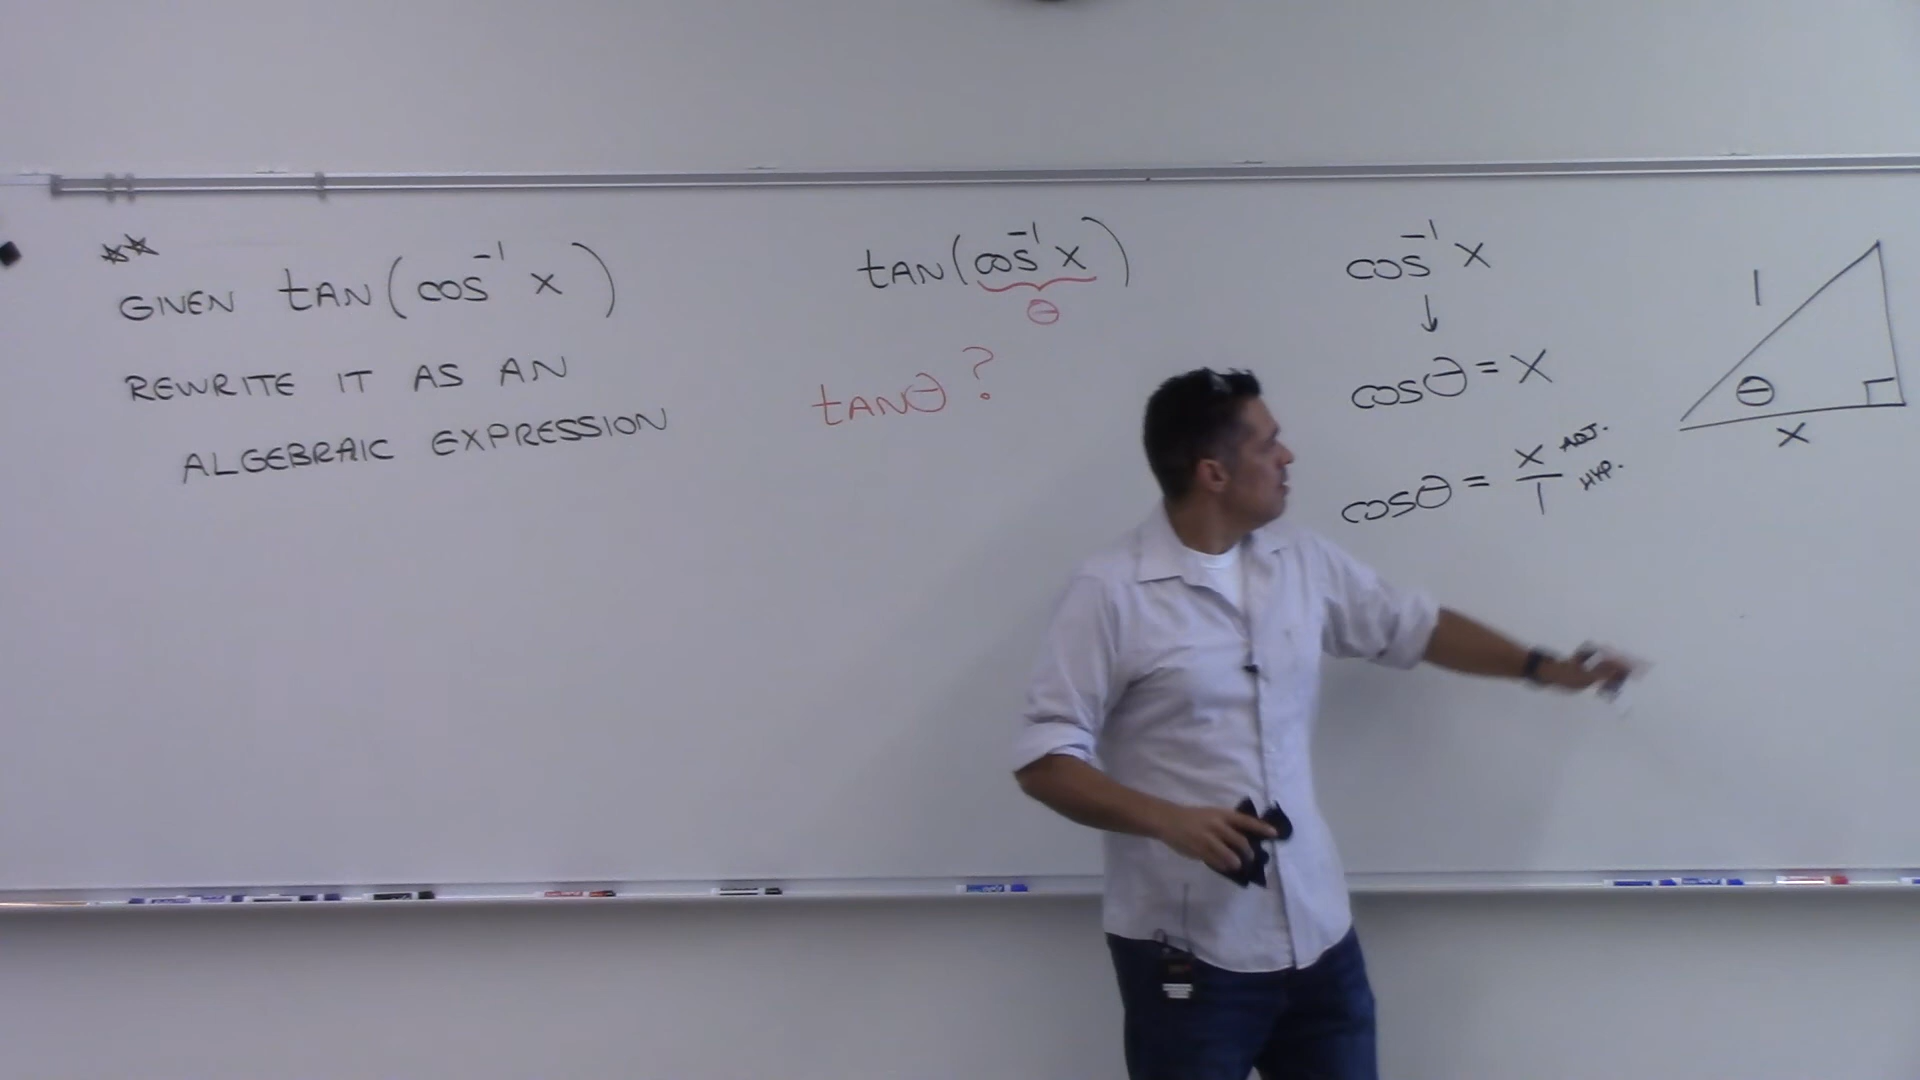 ☆☆
GIVEN tAN(cos⁻¹ x)
REWRITE IT AS AN
ALGEBRAIC EXPRESSION
tAN(cos⁻¹ x)
θ
tANθ ?
cos⁻¹ x
↓
cosθ = x
cosθ = x/1 ADJ. HYP.
1
θ
x